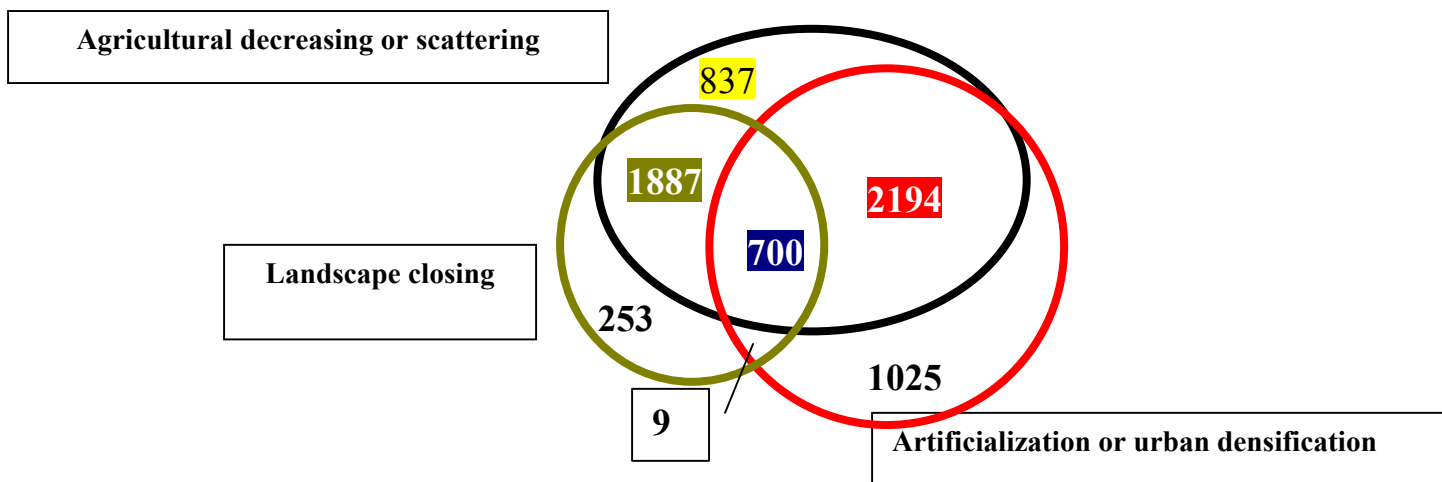 Agricultural decreasing or scattering
837
1887
2194
700
Landscape closing
253
1025
9
Artificialization or urban densification